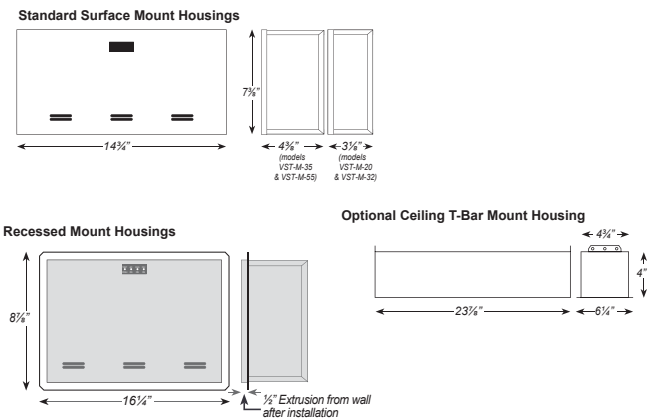 Standard Surface Mount Housings
7⅜"
14¾"
4⅜"
(models
VST-M-35
& VST-M-55)
3⅛"
(models
VST-M-20
& VST-M-32)
Optional Ceiling T-Bar Mount Housing
4¾"
4"
23⅞"
6¼"
Recessed Mount Housings
8⅞"
16¼"
½" Extrusion from wall
after installation